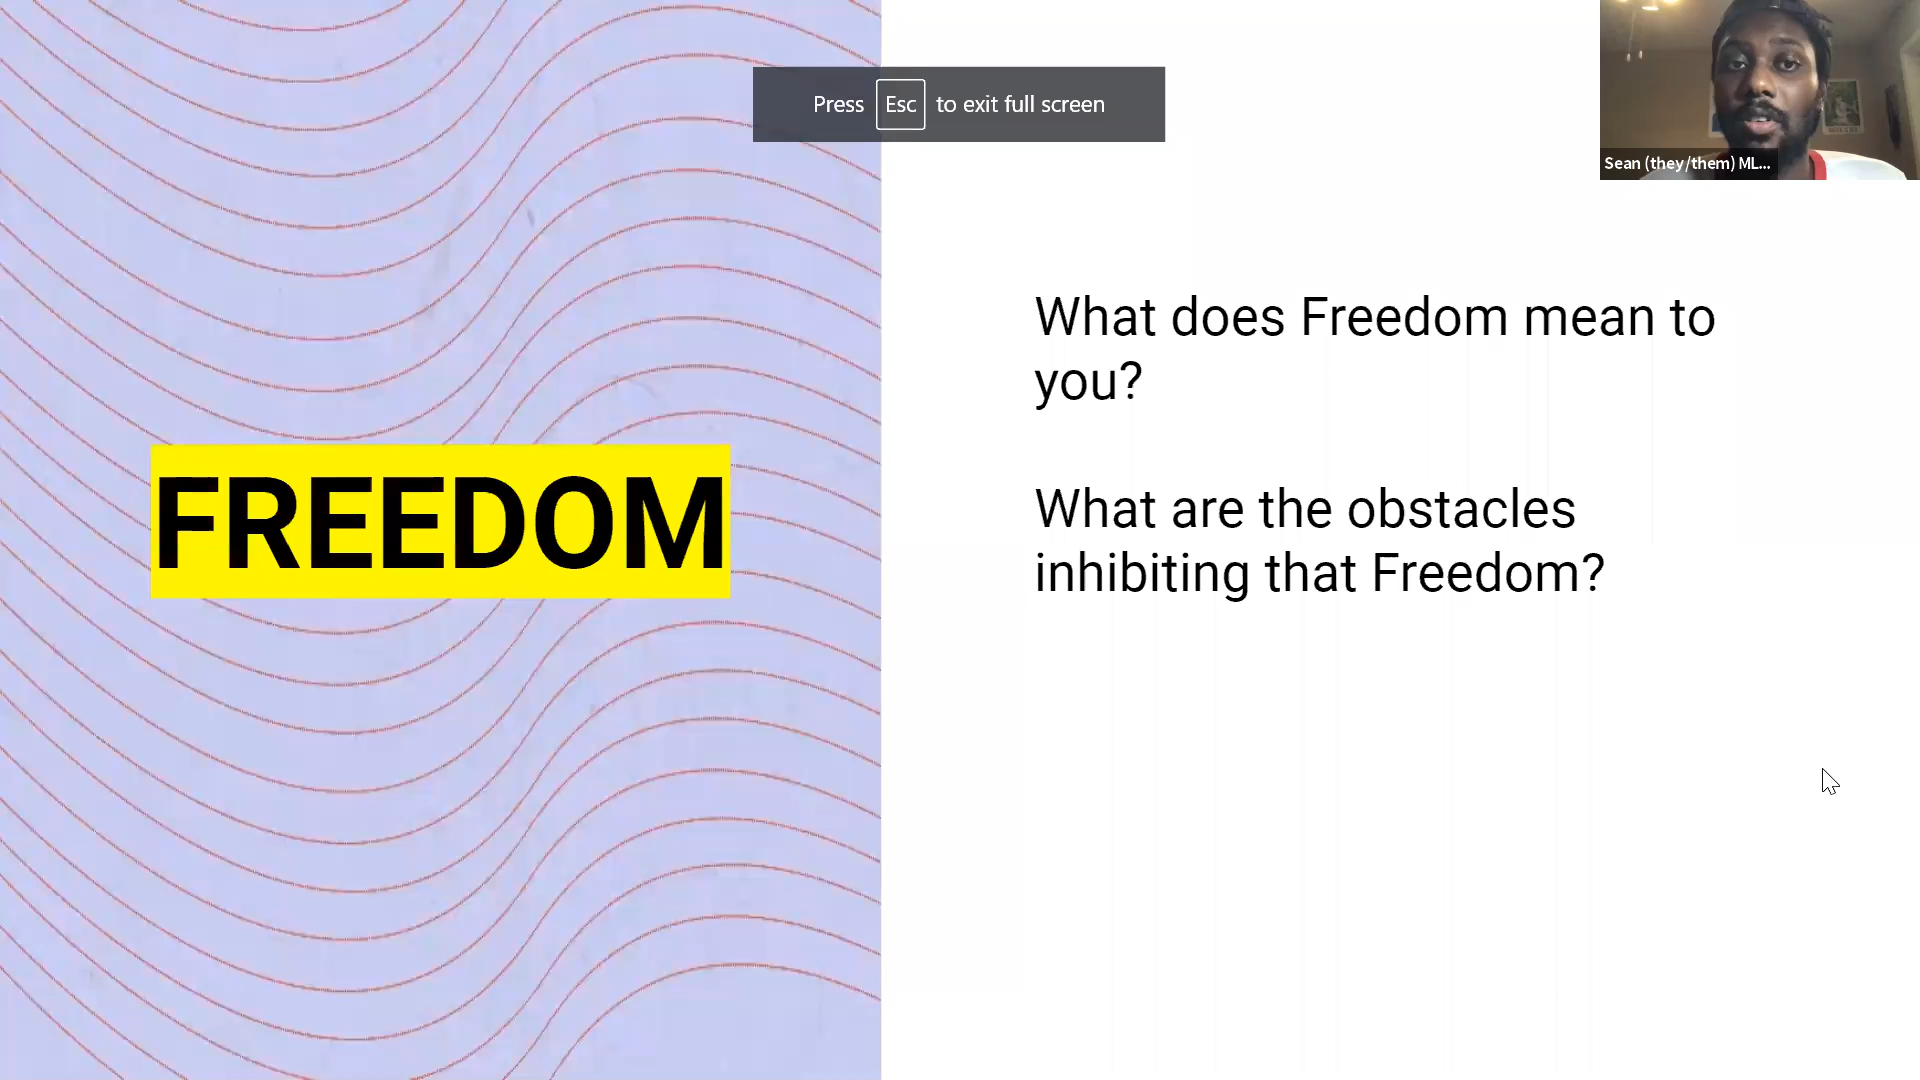 Press Esc to exit full screen
Sean (they/them) ML...
FREEDOM
What does Freedom mean to
you?
What are the obstacles
inhibiting that Freedom?